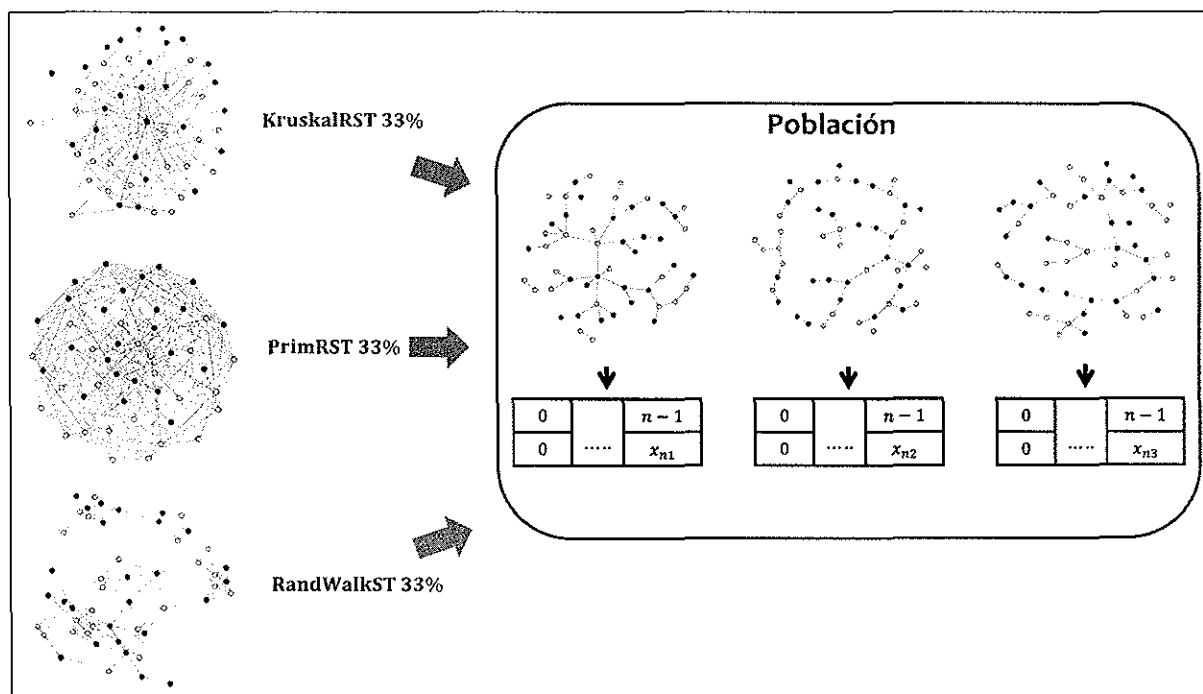 KruskalRST 33%
PrimRST 33%
RandWalkST 33%
Población
0 ..... n − 1
0 x_{n1}
0 ..... n − 1
0 x_{n2}
0 ..... n − 1
0 x_{n3}